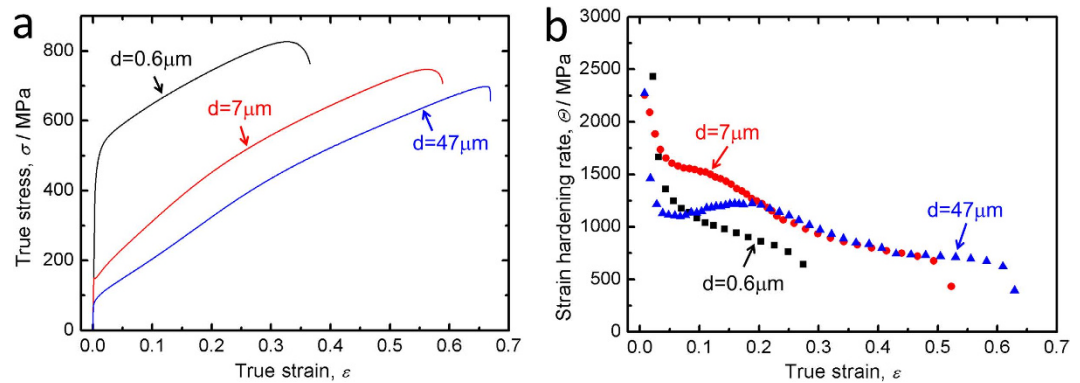 a
800
600
400
200
0
0.0 0.1 0.2 0.3 0.4 0.5 0.6 0.7
True stress, σ / MPa
True strain, ε
d=0.6μm
d=7μm
d=47μm
b
3000
2500
2000
1500
1000
500
0
0.0 0.1 0.2 0.3 0.4 0.5 0.6 0.7
Strain hardening rate, Θ / MPa
True strain, ε
d=7μm
d=47μm
d=0.6μm